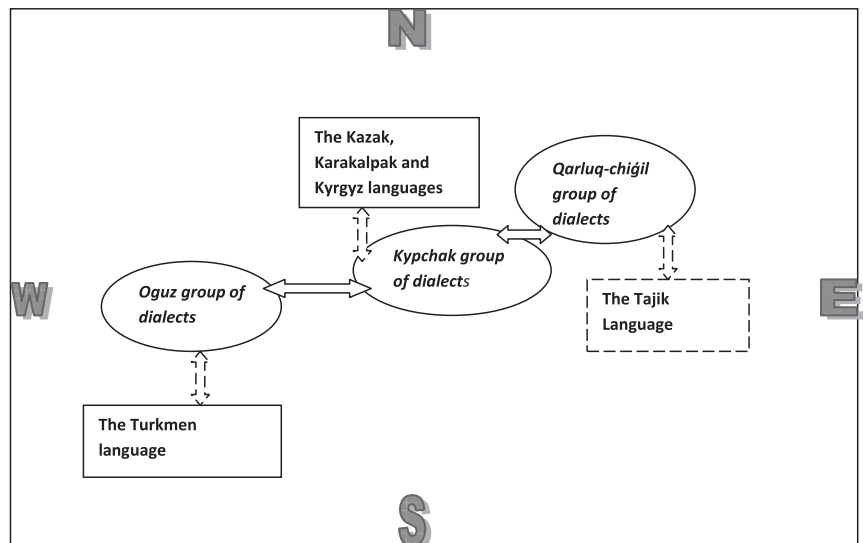 N
The Kazak,
Karakalpak and
Kyrgyz languages
Qarluq-chiģil
group of
dialects
Kypchak group
of dialects
W
Oguz group of
dialects
E
The Tajik
Language
The Turkmen
language
S